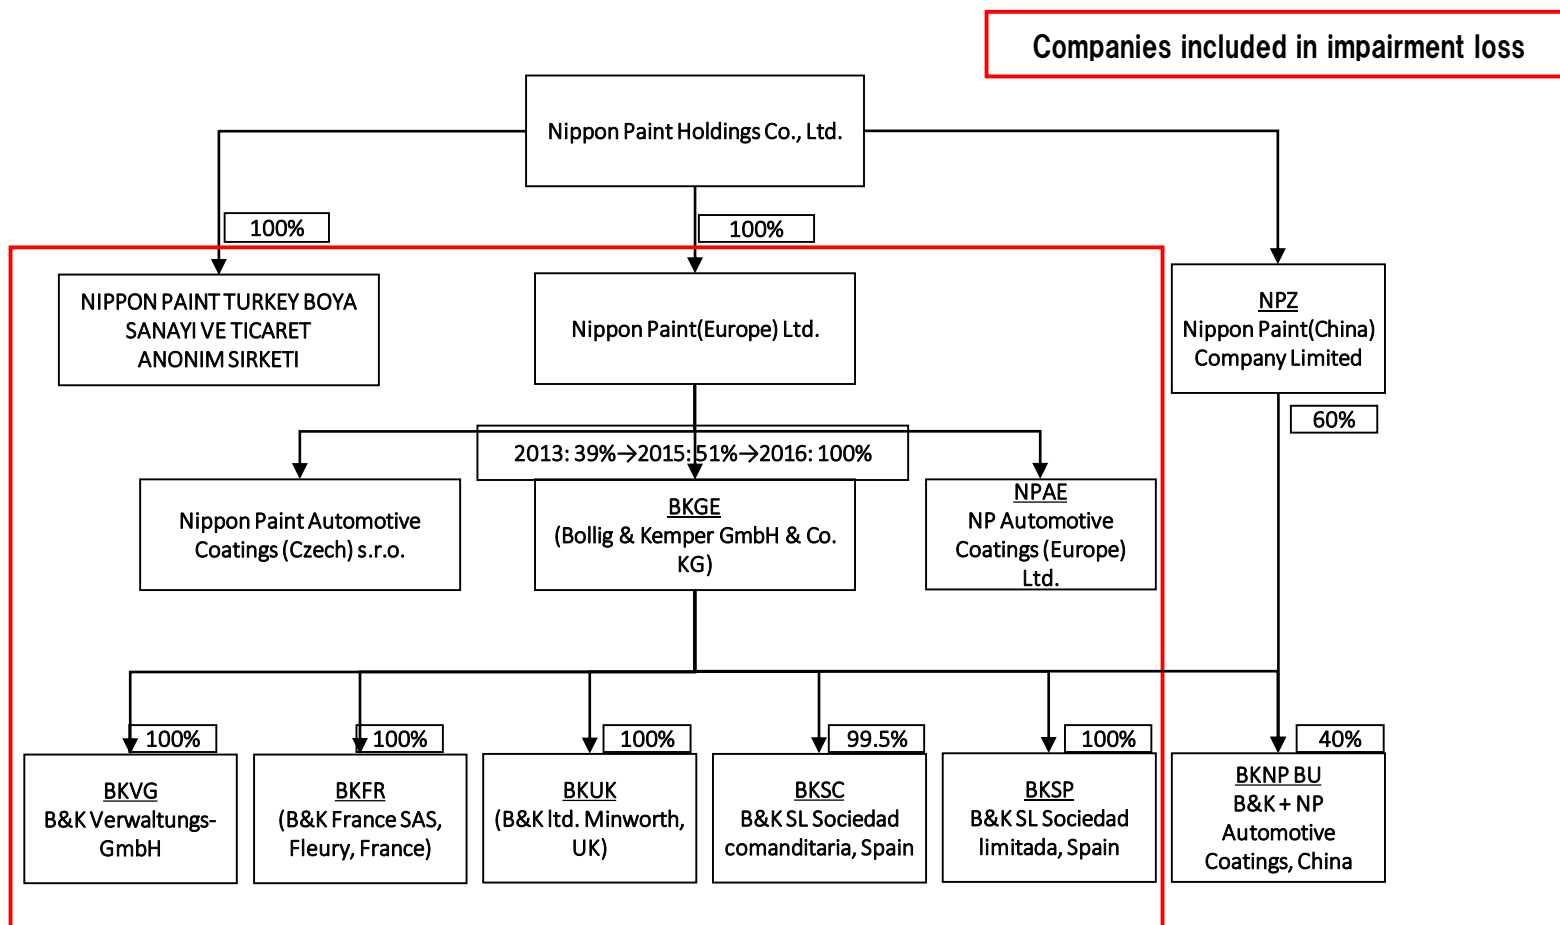 Companies included in impairment loss
Nippon Paint Holdings Co., Ltd.
100%
100%
NIPPON PAINT TURKEY BOYA
SANAYI VE TICARET
ANONIM SIRKETI
Nippon Paint(Europe) Ltd.
NPZ
Nippon Paint(China)
Company Limited
60%
2013: 39%→2015: 51%→2016: 100%
Nippon Paint Automotive
Coatings (Czech) s.r.o.
BKGE
(Bollig & Kemper GmbH & Co.
KG)
NPAE
NP Automotive
Coatings (Europe)
Ltd.
100%
100%
100%
99.5%
100%
40%
BKVG
B&K Verwaltungs-
GmbH
BKFR
(B&K France SAS,
Fleury, France)
BKUK
(B&K ltd. Minworth,
UK)
BKSC
B&K SL Sociedad
comanditaria, Spain
BKSP
B&K SL Sociedad
limitada, Spain
BKNP BU
B&K + NP
Automotive
Coatings, China